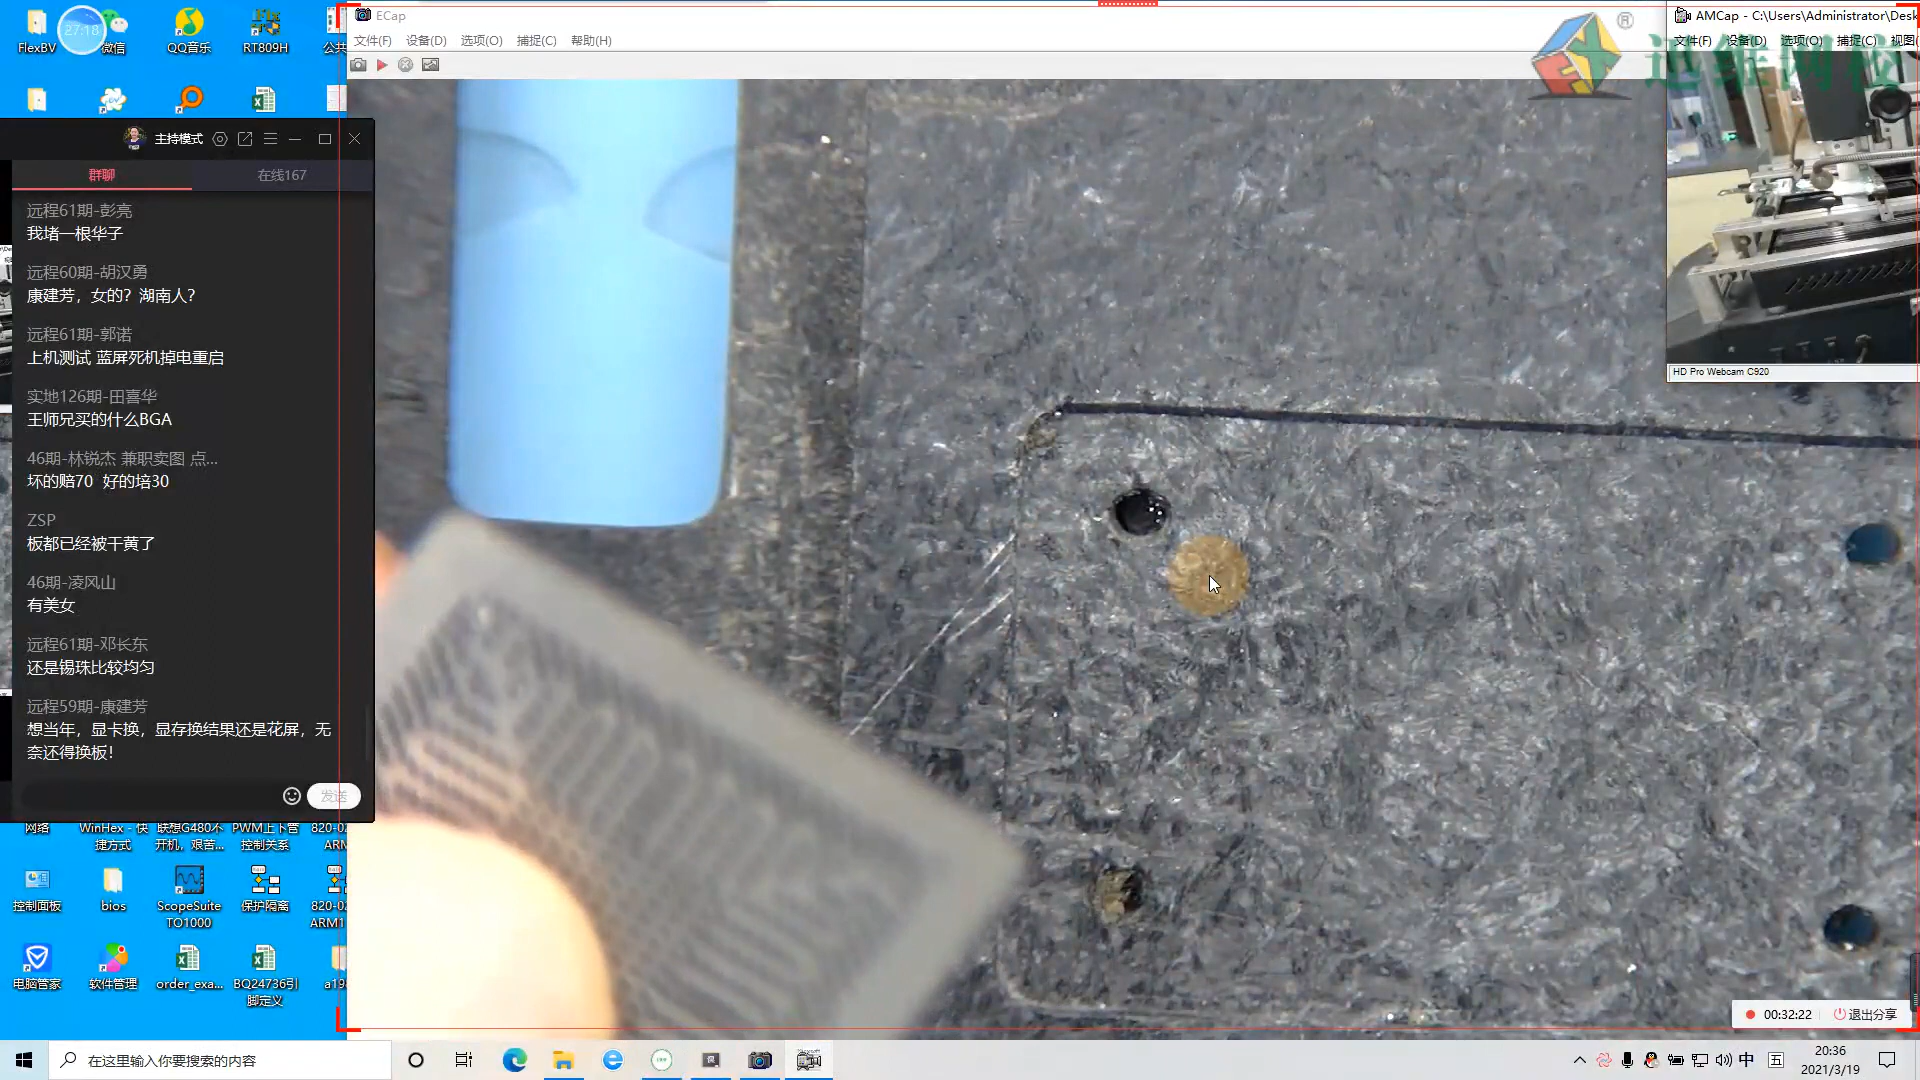 FlexBV
27:18
微信
QQ音乐
RT809H
公共
ECap
文件(F) 设备(D) 选项(O) 捕捉(C) 帮助(H)
AMCap - C:\Users\Administrator\Desk
文件(F) 设备(D) 选项(O) 捕捉(C) 视图(
迅维网校
®
HD Pro Webcam C920
主持模式
群聊
在线167
远程61期-彭亮
我堵一根华子
远程60期-胡汉勇
康建芳，女的？湖南人？
远程61期-郭诺
上机测试 蓝屏死机掉电重启
实地126期-田喜华
王师兄买的什么BGA
46期-林锐杰 兼职卖图 点...
坏的赔70 好的培30
ZSP
板都已经被干黄了
46期-凌风山
有美女
远程61期-邓长东
还是锡珠比较均匀
远程59期-康建芳
想当年，显卡换，显存换结果还是花屏，无
奈还得换板！
发送
网络
WinHex - 快
捷方式
联想G480不
开机，艰苦...
PWM上下管
控制关系
820-02
ARM
控制面板
bios
ScopeSuite
TO1000
保护隔离
820-02
ARM1
电脑管家
软件管理
order_exa...
BQ24736引
脚定义
a198
00:32:22
退出分享
在这里输入你要搜索的内容
中
五
20:36
2021/3/19